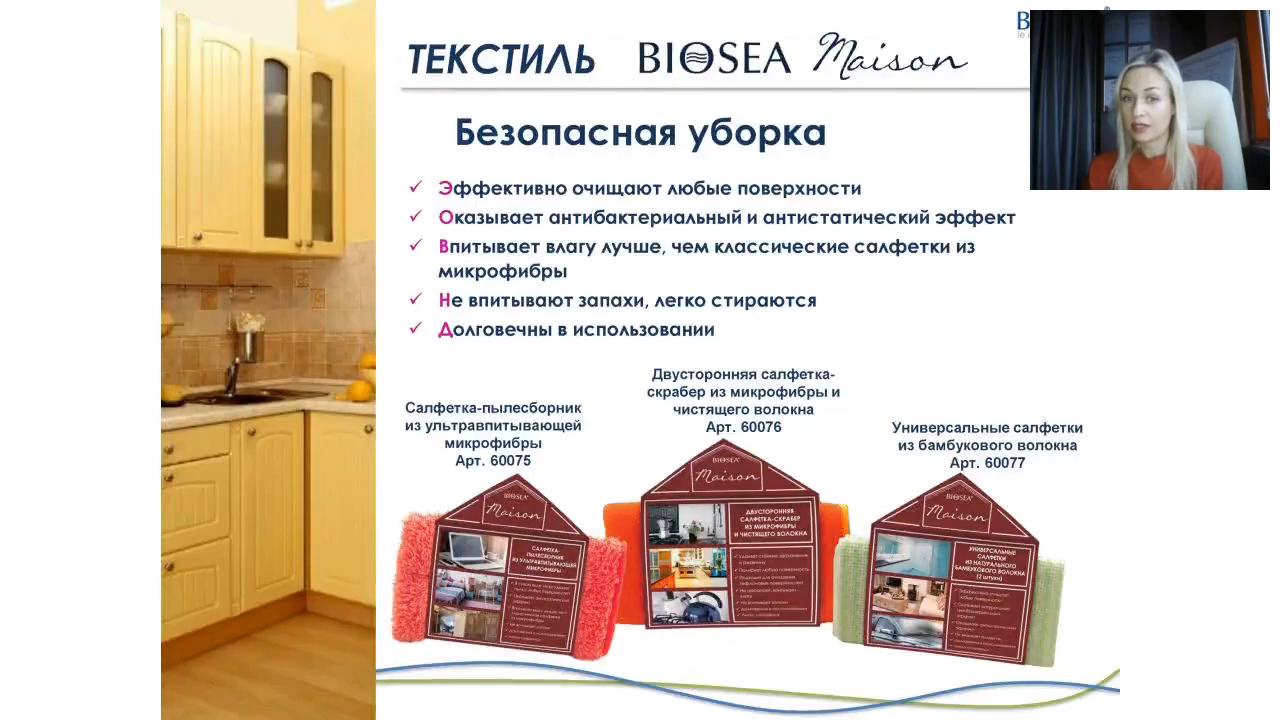 ТЕКСТИЛЬ BIOSEA Maison
Безопасная уборка
Эффективно очищают любые поверхности
Оказывает антибактериальный и антистатический эффект
Впитывает влагу лучше, чем классические салфетки из
микрофибры
Не впитывают запахи, легко стираются
Долговечны в использовании
Салфетка-пылесборник
из ультравпитывающей
микрофибры
Арт. 60075
Двусторонняя салфетка-
скрабер из микрофибры и
чистящего волокна
Арт. 60076
Универсальные салфетки
из бамбукового волокна
Арт. 60077
BIOSEA
Maison
САЛФЕТКА-
ПЫЛЕСБОРНИК
ИЗ УЛЬТРАВПИТЫВАЮЩЕЙ
МИКРОФИБРЫ
BIOSEA
Maison
ДВУСТОРОННЯЯ
САЛФЕТКА-СКРАБЕР
ИЗ МИКРОФИБРЫ
И ЧИСТЯЩЕГО ВОЛОКНА
BIOSEA
Maison
УНИВЕРСАЛЬНЫЕ
САЛФЕТКИ
ИЗ НАТУРАЛЬНОГО
БАМБУКОВОГО ВОЛОКНА
(2 штуки)